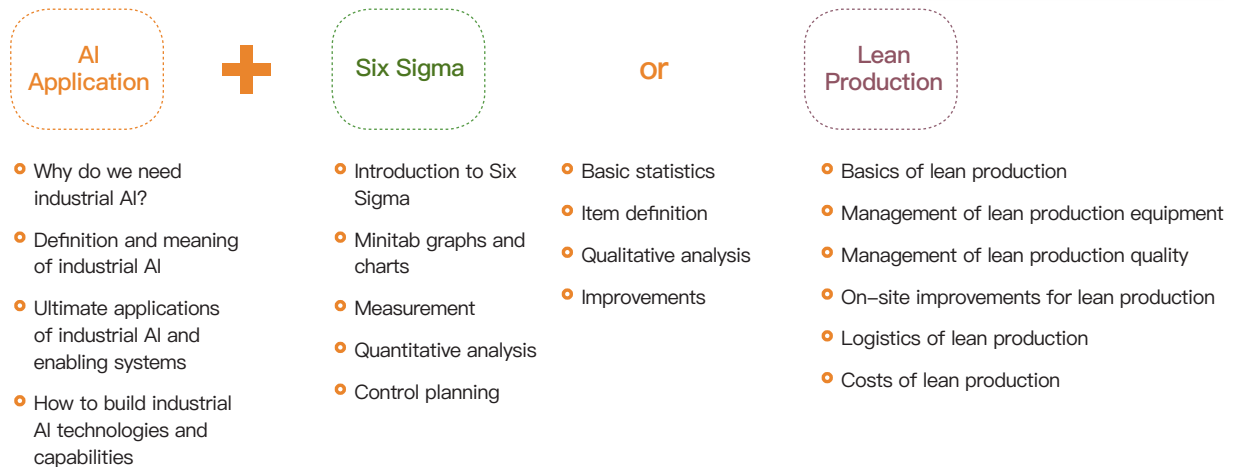 AI
Application
Six Sigma
or
Lean
Production
Why do we need
industrial AI?
Definition and meaning
of industrial AI
Ultimate applications
of industrial AI and
enabling systems
How to build industrial
AI technologies and
capabilities
Introduction to Six
Sigma
Minitab graphs and
charts
Measurement
Quantitative analysis
Control planning
Basic statistics
Item definition
Qualitative analysis
Improvements
Basics of lean production
Management of lean production equipment
Management of lean production quality
On-site improvements for lean production
Logistics of lean production
Costs of lean production